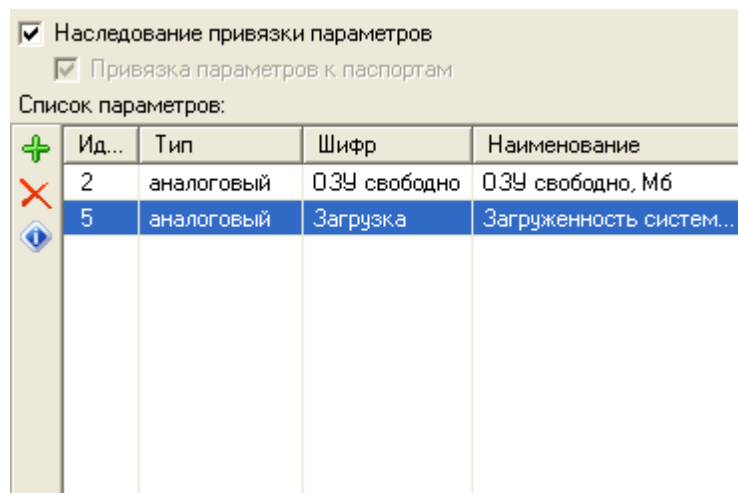 Наследование привязки параметров
Привязка параметров к паспортам
Список параметров:
Ид... Тип Шифр Наименование
2 аналоговый ОЗУ свободно ОЗУ свободно, Мб
5 аналоговый Загрузка Загруженность систем...